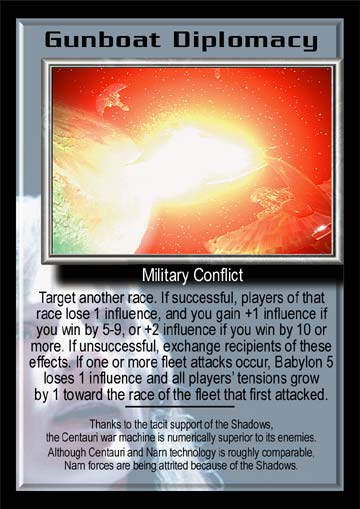 Gunboat Diplomacy
Military Conflict
Target another race. If successful, players of that
race lose 1 influence, and you gain +1 influence if
you win by 5-9, or +2 influence if you win by 10 or
more. If unsuccessful, exchange recipients of these
effects. If one or more fleet attacks occur, Babylon 5
loses 1 influence and all players' tensions grow
by 1 toward the race of the fleet that first attacked.
Thanks to the tacit support of the Shadows,
the Centauri war machine is numerically superior to its enemies.
Although Centauri and Narn technology is roughly comparable,
Narn forces are being attrited because of the Shadows.